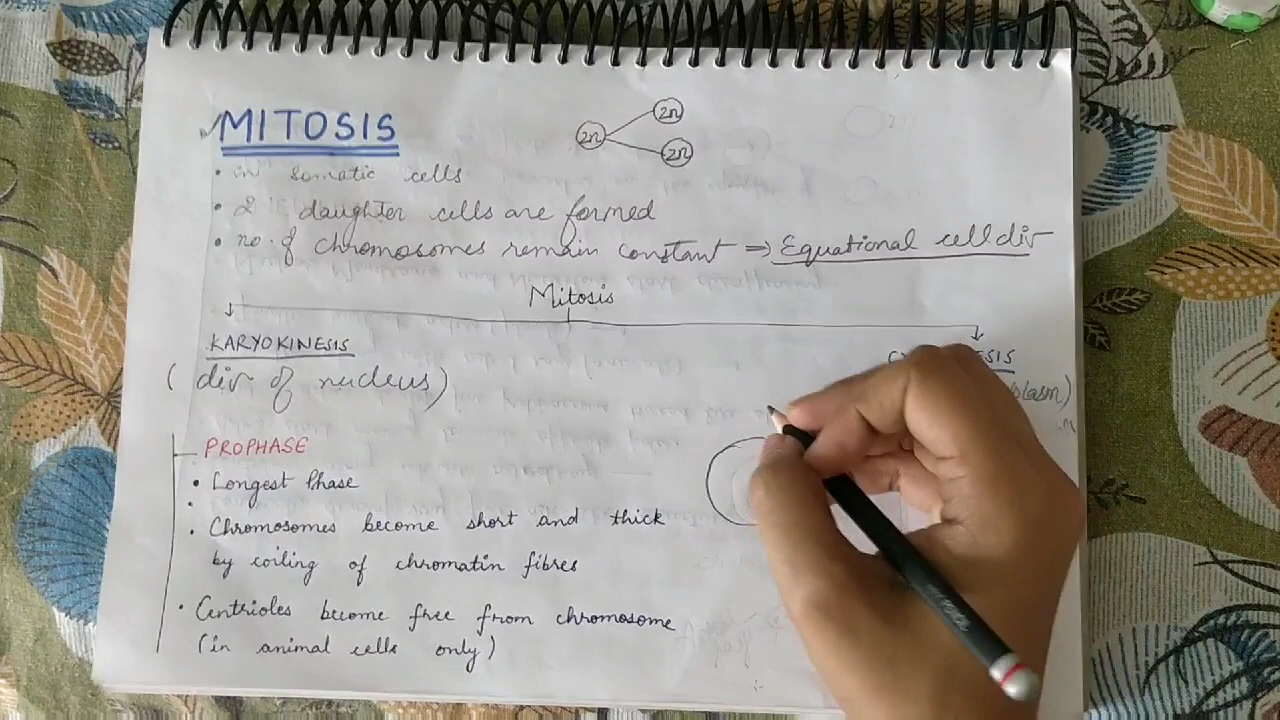 MITOSIS
2n
2n
2n
• in somatic cells
• 2 daughter cells are formed
• no. of chromosomes remain constant ⇒ Equational cell div
Mitosis
KARYOKINESIS
(div of nucleus)
PROPHASE
• Longest Phase
• Chromosomes become short and thick
by coiling of chromatin fibres
• Centrioles become free from chromosome
(in animal cells only)